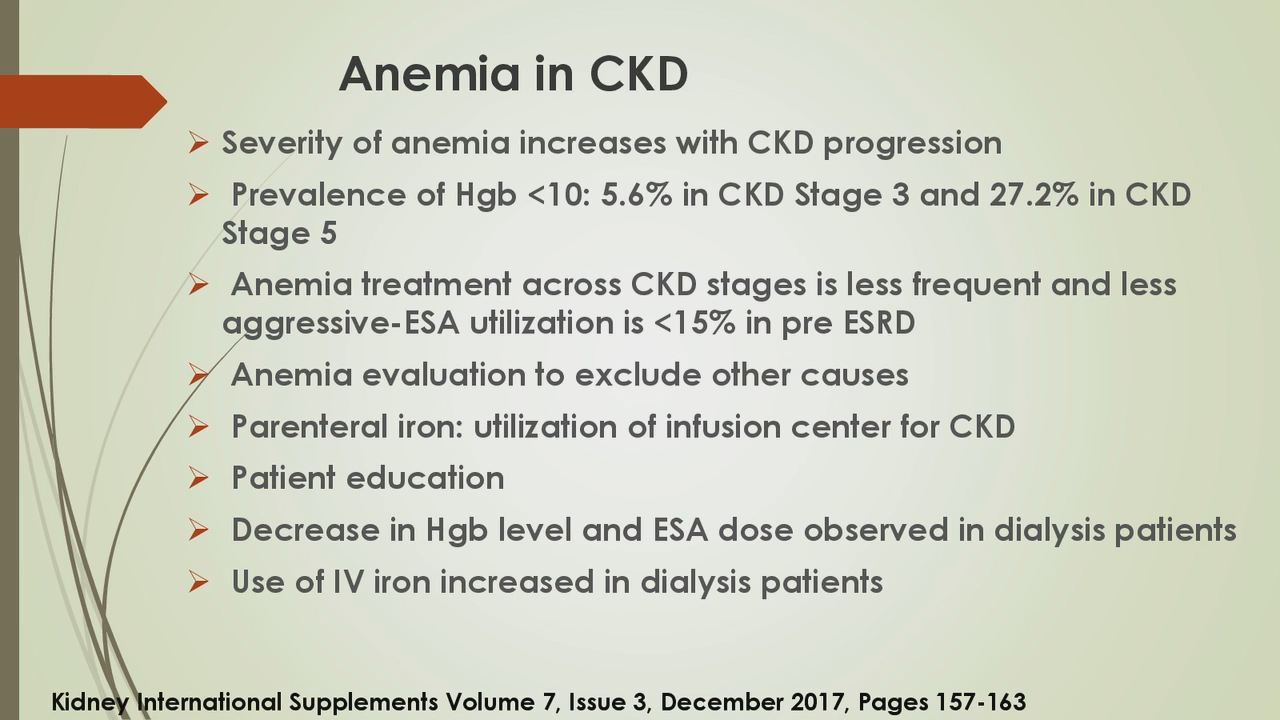 Anemia in CKD
Severity of anemia increases with CKD progression
Prevalence of Hgb <10: 5.6% in CKD Stage 3 and 27.2% in CKD
Stage 5
Anemia treatment across CKD stages is less frequent and less
aggressive-ESA utilization is <15% in pre ESRD
Anemia evaluation to exclude other causes
Parenteral iron: utilization of infusion center for CKD
Patient education
Decrease in Hgb level and ESA dose observed in dialysis patients
Use of IV iron increased in dialysis patients
Kidney International Supplements Volume 7, Issue 3, December 2017, Pages 157-163